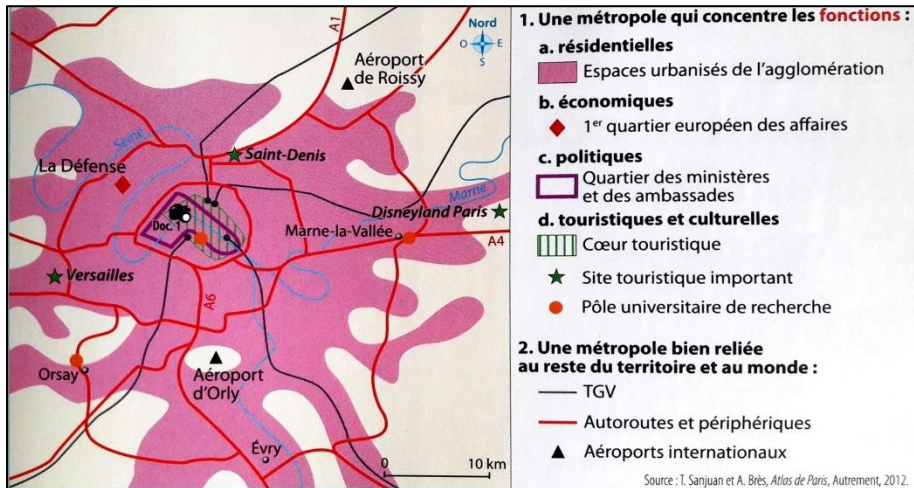 Nord
O E
S
A1
Aéroport
de Roissy
Seine
Saint-Denis
La Défense
Marne
Doc. 1
Disneyland Paris
Marne-la-Vallée
A4
Versailles
A6
Orsay
Aéroport
d'Orly
Évry
0 10 km
1. Une métropole qui concentre les fonctions :
a. résidentielles
Espaces urbanisés de l'agglomération
b. économiques
1er quartier européen des affaires
c. politiques
Quartier des ministères
et des ambassades
d. touristiques et culturelles
Cœur touristique
Site touristique important
Pôle universitaire de recherche
2. Une métropole bien reliée
au reste du territoire et au monde :
TGV
Autoroutes et périphériques
Aéroports internationaux
Source : T. Sanjuan et A. Brès, Atlas de Paris, Autrement, 2012.